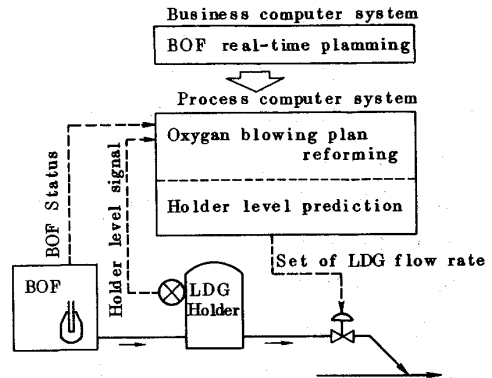 Business computer system
BOF real-time plamming
Process computer system
Oxygan blowing plan
reforming
Holder level prediction
BOF Status
Holder level signal
Set of LDG flow rate
BOF
LDG
Holder